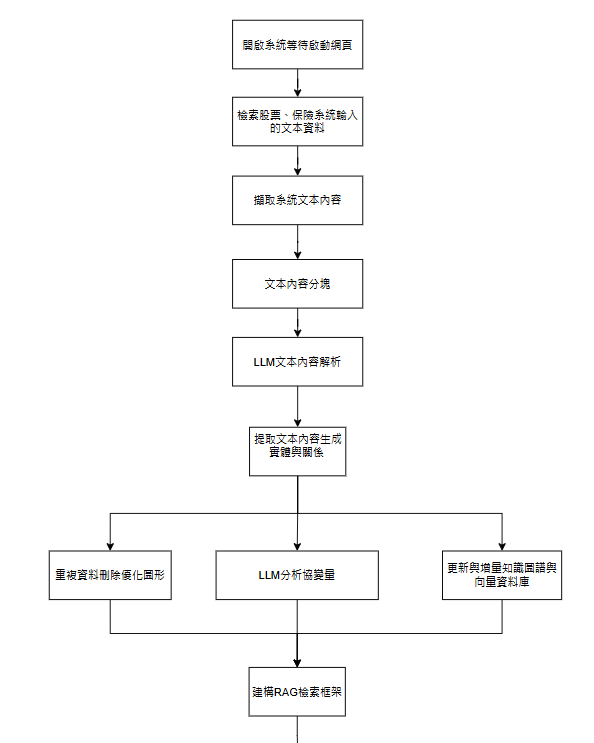 開啟系統等待啟動網頁
檢索股票、保險系統輸入
的文本資料
擷取系統文本內容
文本內容分塊
LLM文本內容解析
提取文本內容生成
實體與關係
重複資料刪除優化圖形
LLM分析協變量
更新與增量知識圖譜與
向量資料庫
建構RAG檢索框架